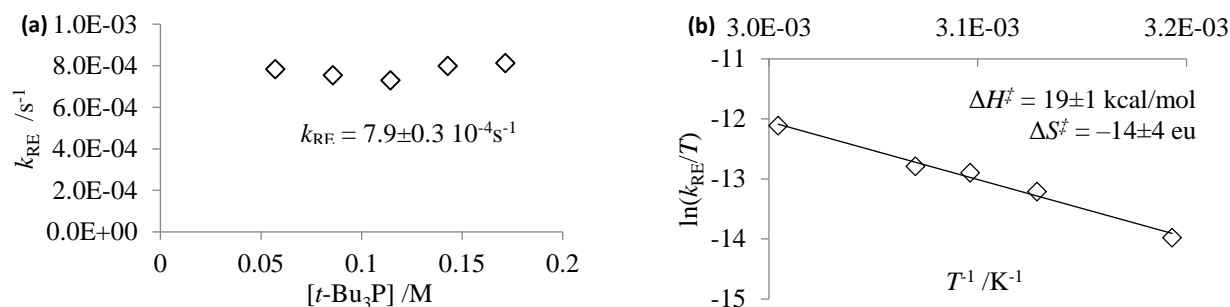 (a)
1.0E-03
8.0E-04
6.0E-04
4.0E-04
2.0E-04
0.0E+00
k_RE /s⁻¹
k_RE = 7.9±0.3 10⁻⁴s⁻¹
0 0.05 0.1 0.15 0.2
[t-Bu₃P] /M
(b)
3.0E-03 3.1E-03 3.2E-03
-11
-12
-13
-14
-15
ln(k_RE/T)
ΔH‡ = 19±1 kcal/mol
ΔS‡ = –14±4 eu
T⁻¹ /K⁻¹